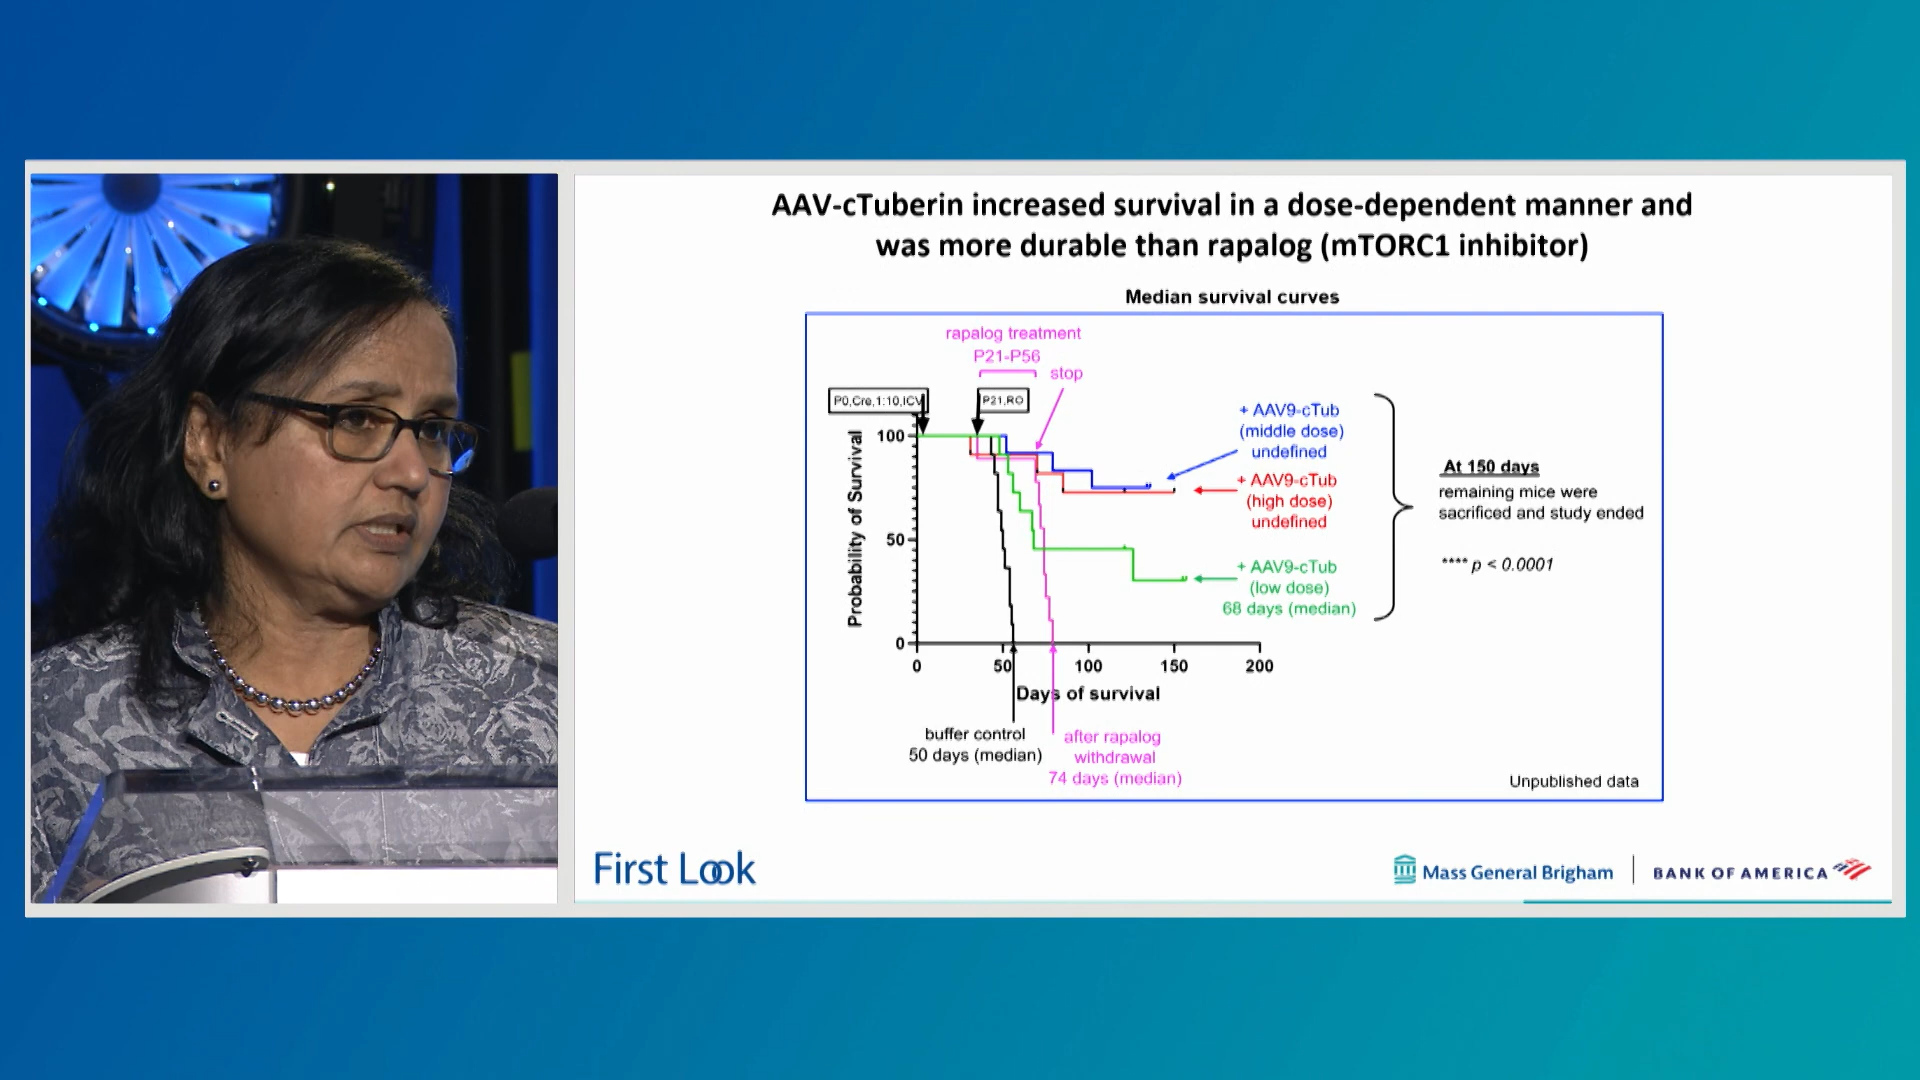 AAV-cTuberin increased survival in a dose-dependent manner and
was more durable than rapalog (mTORC1 inhibitor)
Median survival curves
rapalog treatment
P21-P56
stop
P0,Cre,1:10,ICV
P21,RO
Probability of Survival
100
50
0
0 50 100 150 200
Days of survival
+ AAV9-cTub
(middle dose)
undefined
+ AAV9-cTub
(high dose)
undefined
+ AAV9-cTub
(low dose)
68 days (median)
At 150 days
remaining mice were
sacrificed and study ended
**** p < 0.0001
buffer control
50 days (median)
after rapalog
withdrawal
74 days (median)
Unpublished data
First Look
Mass General Brigham
BANK OF AMERICA